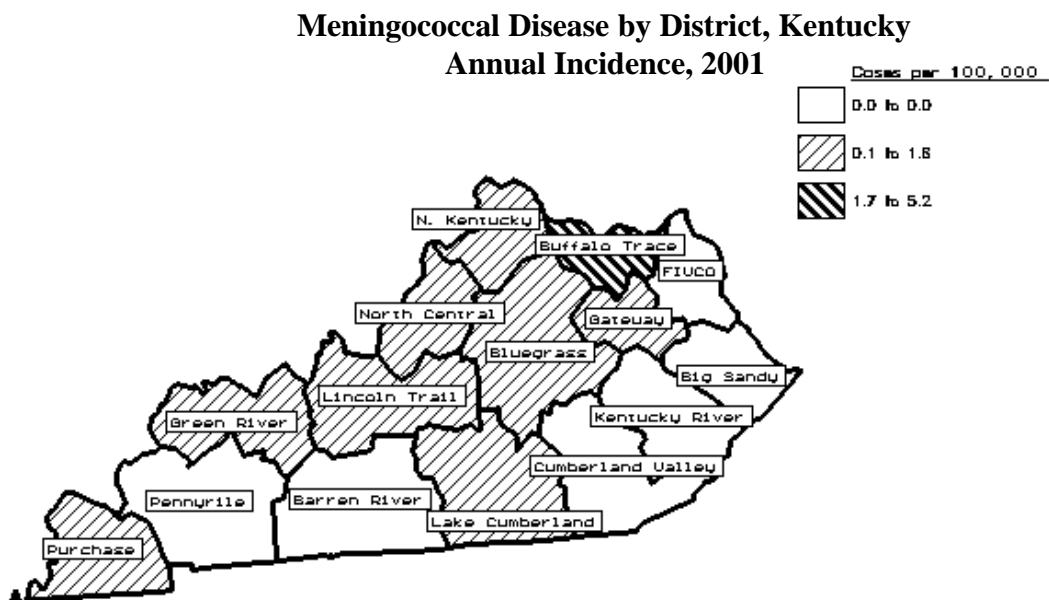 Meningococcal Disease by District, Kentucky
Annual Incidence, 2001
Cases per 100,000
0.0 to 0.0
0.1 to 1.6
1.7 to 5.2
N. Kentucky
Buffalo Trace
FIVCO
North Central
Gateway
Bluegrass
Big Sandy
Lincoln Trail
Kentucky River
Green River
Cumberland Valley
Pennyrile
Barren River
Lake Cumberland
Purchase